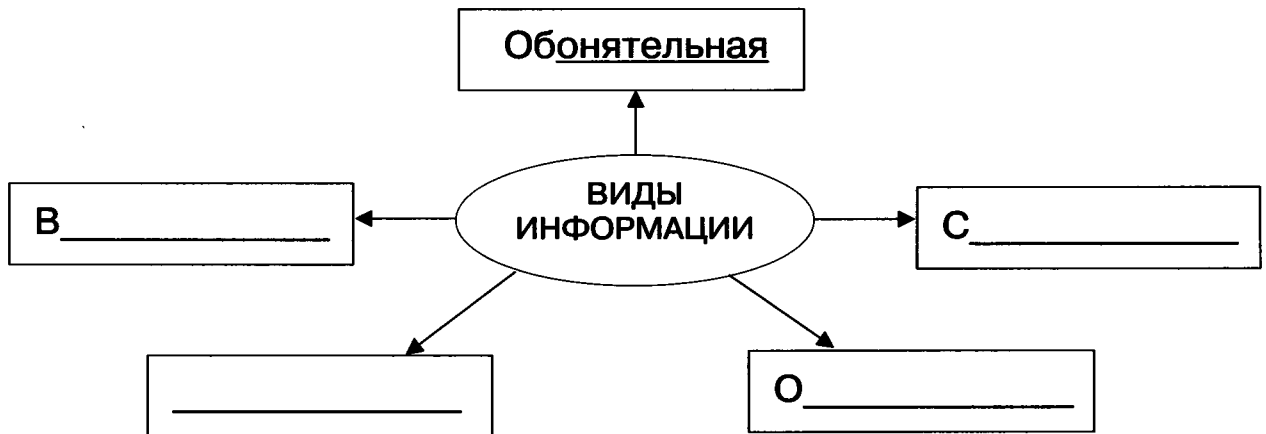 Обонятельная
ВИДЫ
ИНФОРМАЦИИ
В
С
О